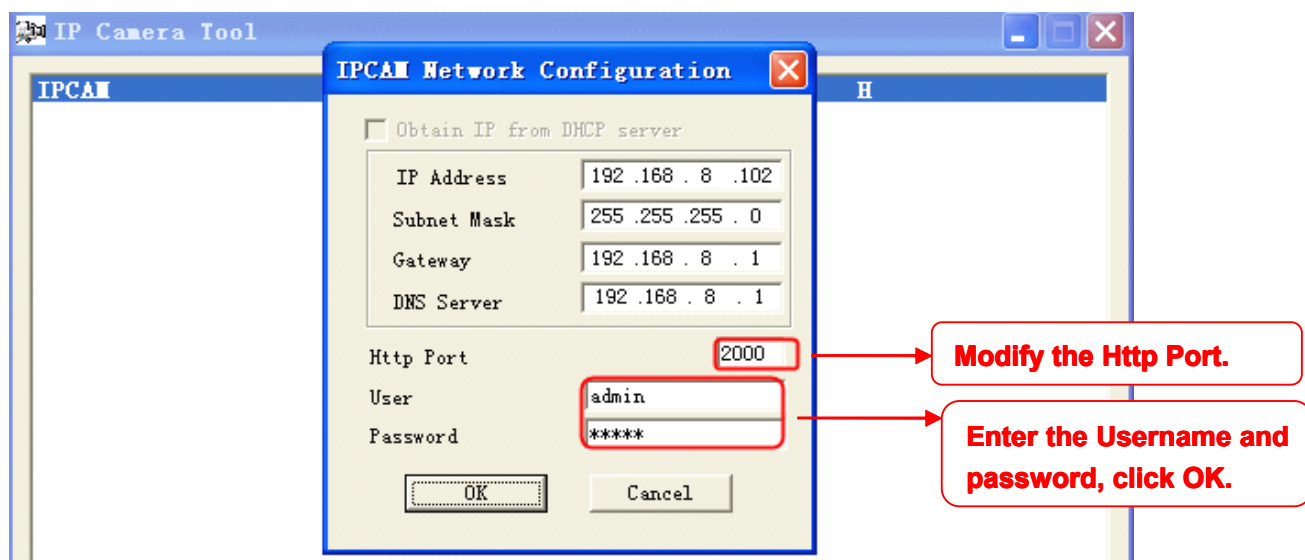 IP Camera Tool
IPCAM Network Configuration
IPCAM
H
Obtain IP from DHCP server
IP Address 192 .168 . 8 .102
Subnet Mask 255 .255 .255 . 0
Gateway 192 .168 . 8 . 1
DNS Server 192 .168 . 8 . 1
Http Port 2000
Modify the Http Port.
User admin
Password *****
Enter the Username and
password, click OK.
OK Cancel